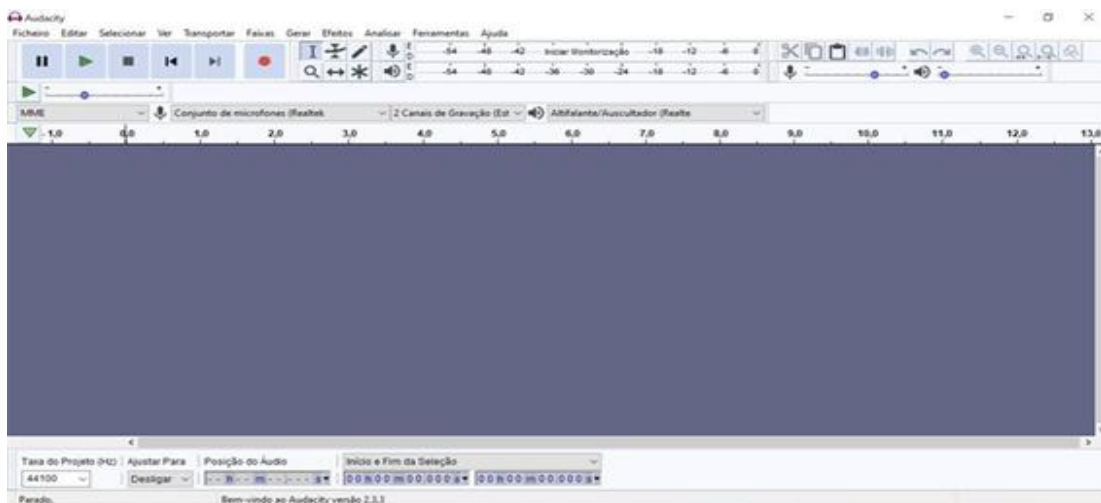 Audacity
Ficheiro Editar Selecionar Ver Transportar Faixas Gerar Efeitos Analisar Ferramentas Ajuda
-54 -48 -42 Iniciar Monitorização -18 -12 -6 0
-54 -48 -42 -36 -30 -24 -18 -12 -6 0
MME Conjunto de microfones (Realtek 2 Canais de Gravação (Est Altifalante/Auscultador (Realte
- 1,0 0,0 1,0 2,0 3,0 4,0 5,0 6,0 7,0 8,0 9,0 10,0 11,0 12,0 13,0
Taxa do Projeto (Hz) Ajustar Para Posição do Áudio Início e Fim da Seleção
44100 Desligar -- h -- m -- s 00 h 00 m 00.000 s 00 h 00 m 00.000 s
Parado. Bem-vindo ao Audacity versão 2.3.3